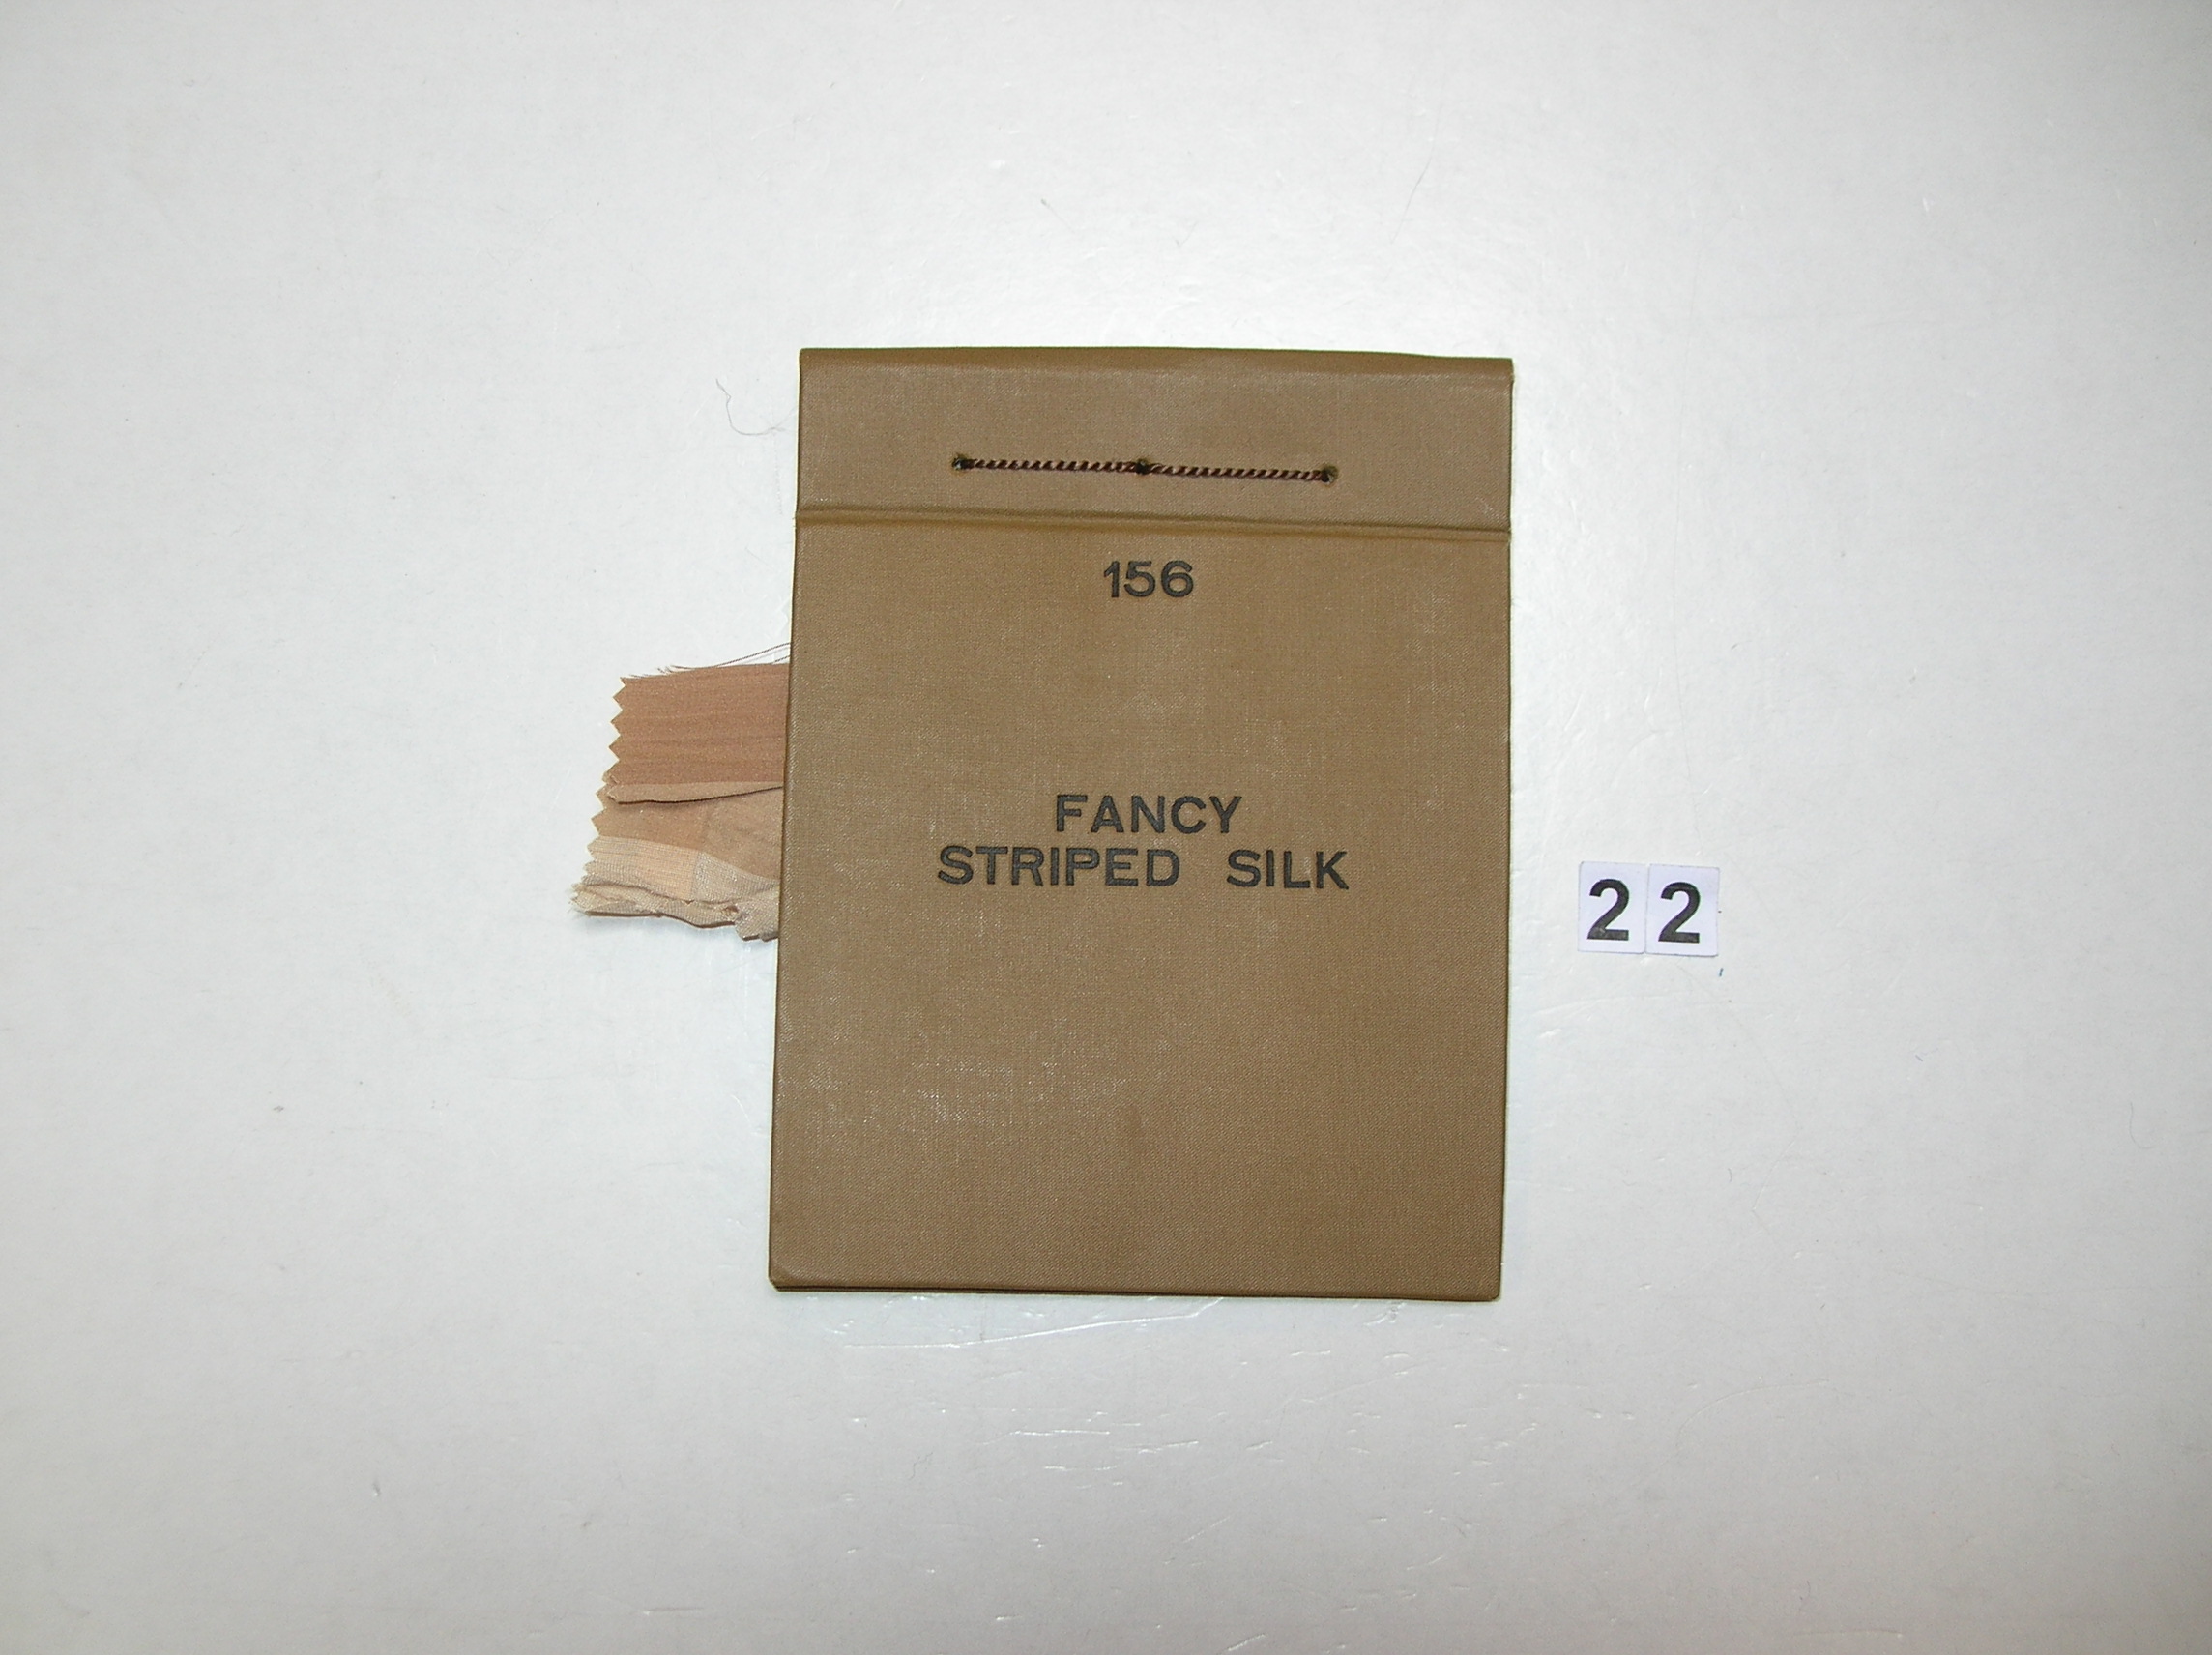 156
FANCY
STRIPED SILK
22